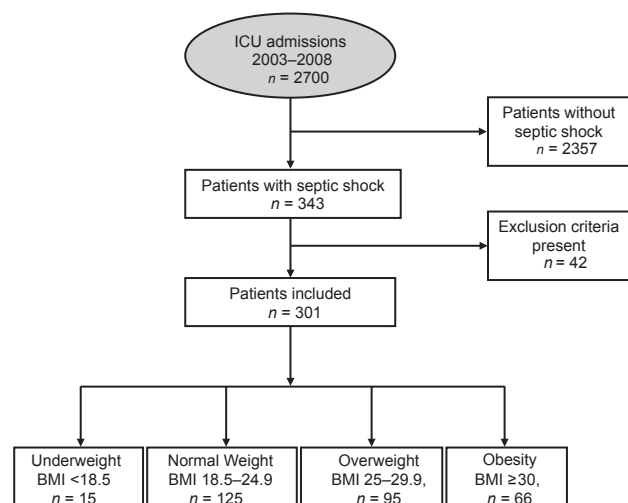 ICU admissions
2003–2008
n = 2700
Patients without
septic shock
n = 2357
Patients with septic shock
n = 343
Exclusion criteria
present
n = 42
Patients included
n = 301
Underweight
BMI <18.5
n = 15
Normal Weight
BMI 18.5–24.9
n = 125
Overweight
BMI 25–29.9,
n = 95
Obesity
BMI ≥30,
n = 66